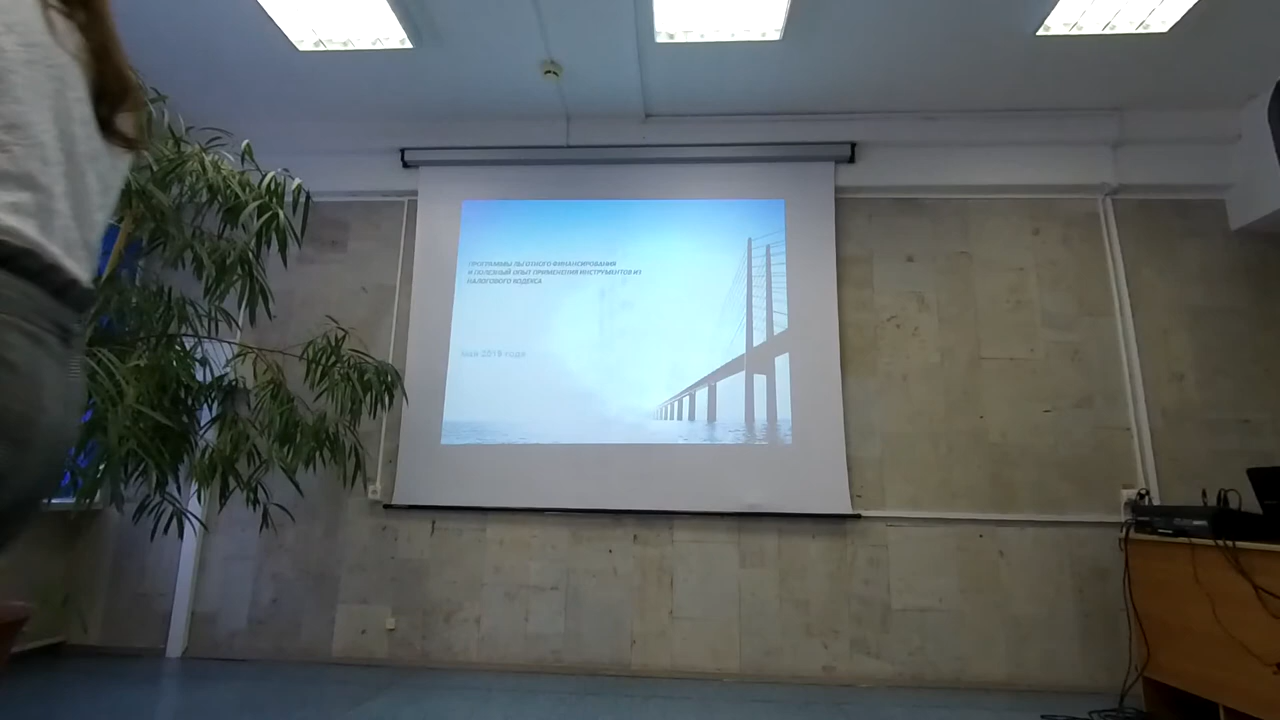 ПРОГРАММЫ ЛЬГОТНОГО ФИНАНСИРОВАНИЯ
И ПОЛЕЗНЫЙ ОПЫТ ПРИМЕНЕНИЯ ИНСТРУМЕНТОВ ИЗ
НАЛОГОВОГО КОДЕКСА
май 2019 года